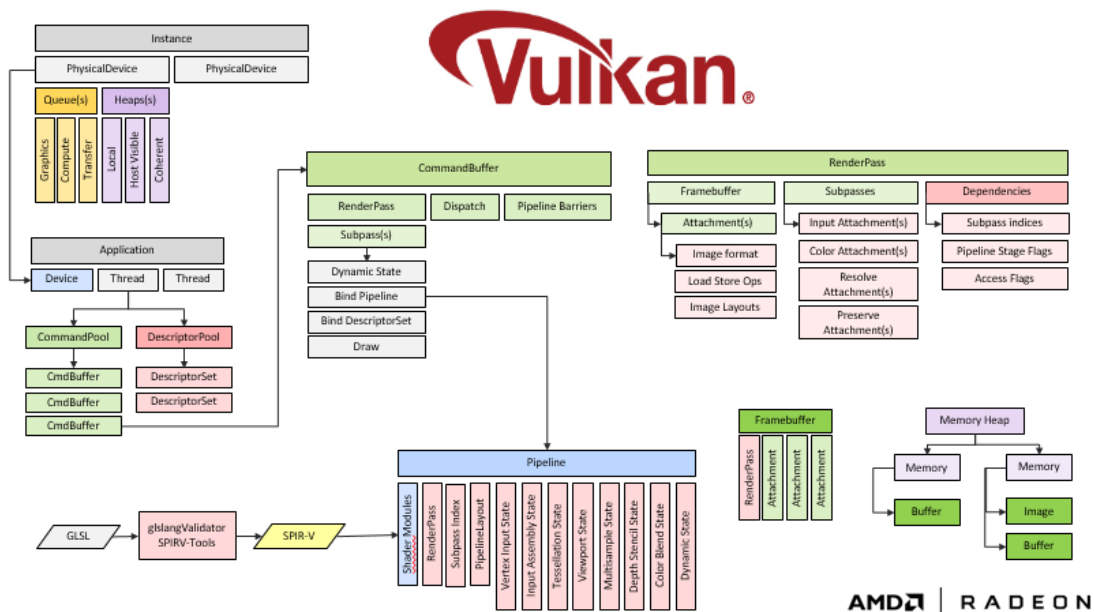 Instance
PhysicalDevice
PhysicalDevice
Queue(s)
Heaps(s)
Graphics
Compute
Transfer
Local
Host Visible
Coherent
Vulkan®
Application
Device
Thread
Thread
CommandPool
DescriptorPool
CmdBuffer
DescriptorSet
CmdBuffer
DescriptorSet
CmdBuffer
CommandBuffer
RenderPass
Dispatch
Pipeline Barriers
Subpass(s)
Dynamic State
Bind Pipeline
Bind DescriptorSet
Draw
RenderPass
Framebuffer
Subpasses
Dependencies
Attachment(s)
Input Attachment(s)
Subpass indices
Image format
Color Attachment(s)
Pipeline Stage Flags
Load Store Ops
Resolve
Attachment(s)
Access Flags
Image Layouts
Preserve
Attachment(s)
GLSL
glslangValidator
SPIRV-Tools
SPIR-V
Pipeline
Shader Modules
RenderPass
Subpass Index
PipelineLayout
Vertex Input State
Input Assembly State
Tessellation State
Viewport State
Multisample State
Depth Stencil State
Color Blend State
Dynamic State
Framebuffer
RenderPass
Attachment
Attachment
Attachment
Memory Heap
Memory
Memory
Buffer
Image
Buffer
AMD | RADEON